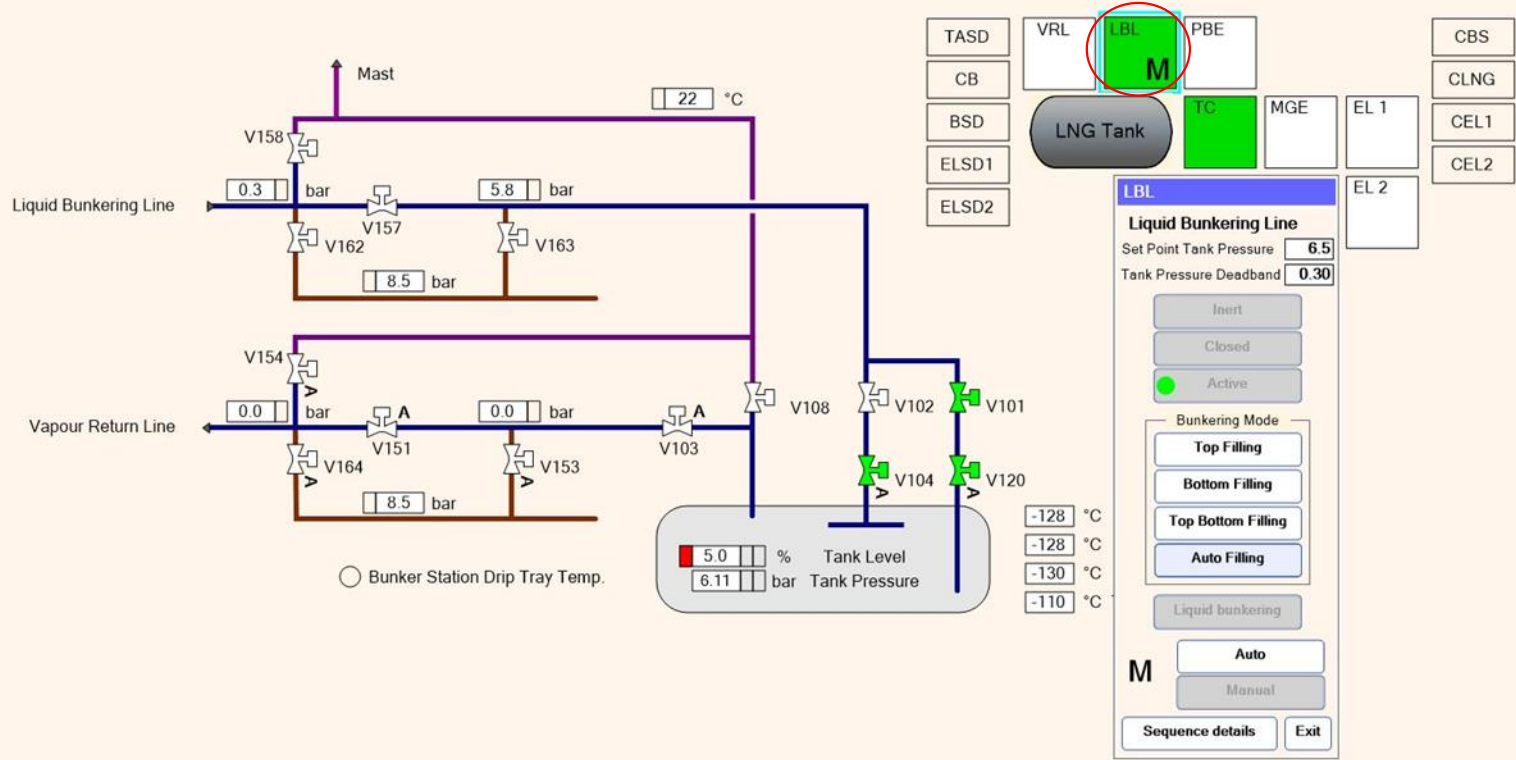 TASD
VRL
LBL
M
PBE
CBS
Mast
22 °C
CB
CLNG
V158
BSD
LNG Tank
TC
MGE
EL 1
CEL1
ELSD1
CEL2
0.3 bar
5.8 bar
LBL
EL 2
Liquid Bunkering Line
ELSD2
V157
V162
V163
Liquid Bunkering Line
Set Point Tank Pressure 6.5
Tank Pressure Deadband 0.30
8.5 bar
Inert
Closed
V154
A
Active
0.0 bar
A
0.0 bar
A
V108
V102
V101
Bunkering Mode
Vapour Return Line
V151
V103
Top Filling
V164
A
V153
A
V104
A
V120
A
Bottom Filling
8.5 bar
-128 °C
Top Bottom Filling
-128 °C
5.0 % Tank Level
Auto Filling
-130 °C
Bunker Station Drip Tray Temp.
6.11 bar Tank Pressure
-110 °C
Liquid bunkering
Auto
M
Manual
Sequence details
Exit